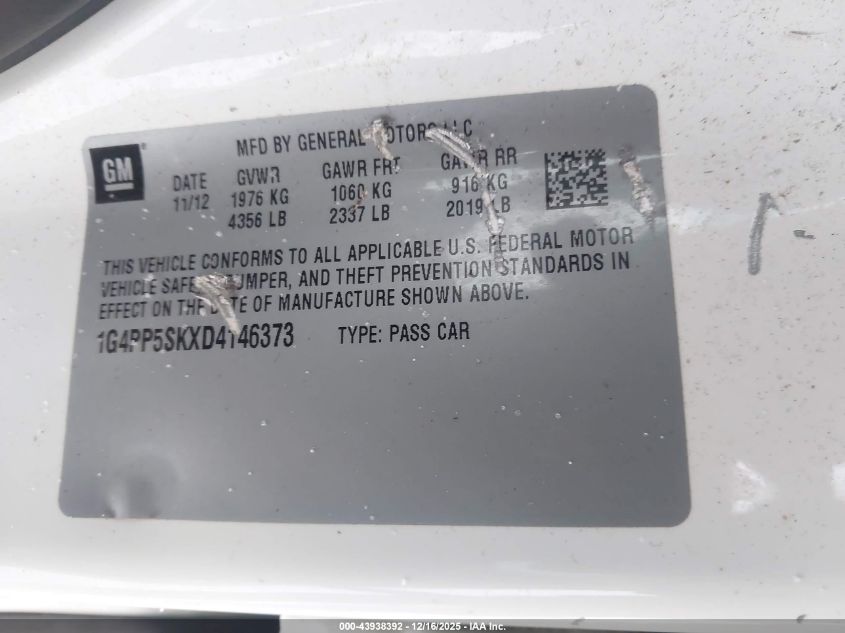 MFD BY GENERAL MOTORS LLC
GM
DATE GVWR GAWR FRT GAWR RR
11/12 1976 KG 1060 KG 916 KG
4356 LB 2337 LB 2019 LB
THIS VEHICLE CONFORMS TO ALL APPLICABLE U.S. FEDERAL MOTOR
VEHICLE SAFETY, BUMPER, AND THEFT PREVENTION STANDARDS IN
EFFECT ON THE DATE OF MANUFACTURE SHOWN ABOVE.
1G4PP5SKXD4146373 TYPE: PASS CAR
000-43938392 - 12/16/2025 - IAA Inc.